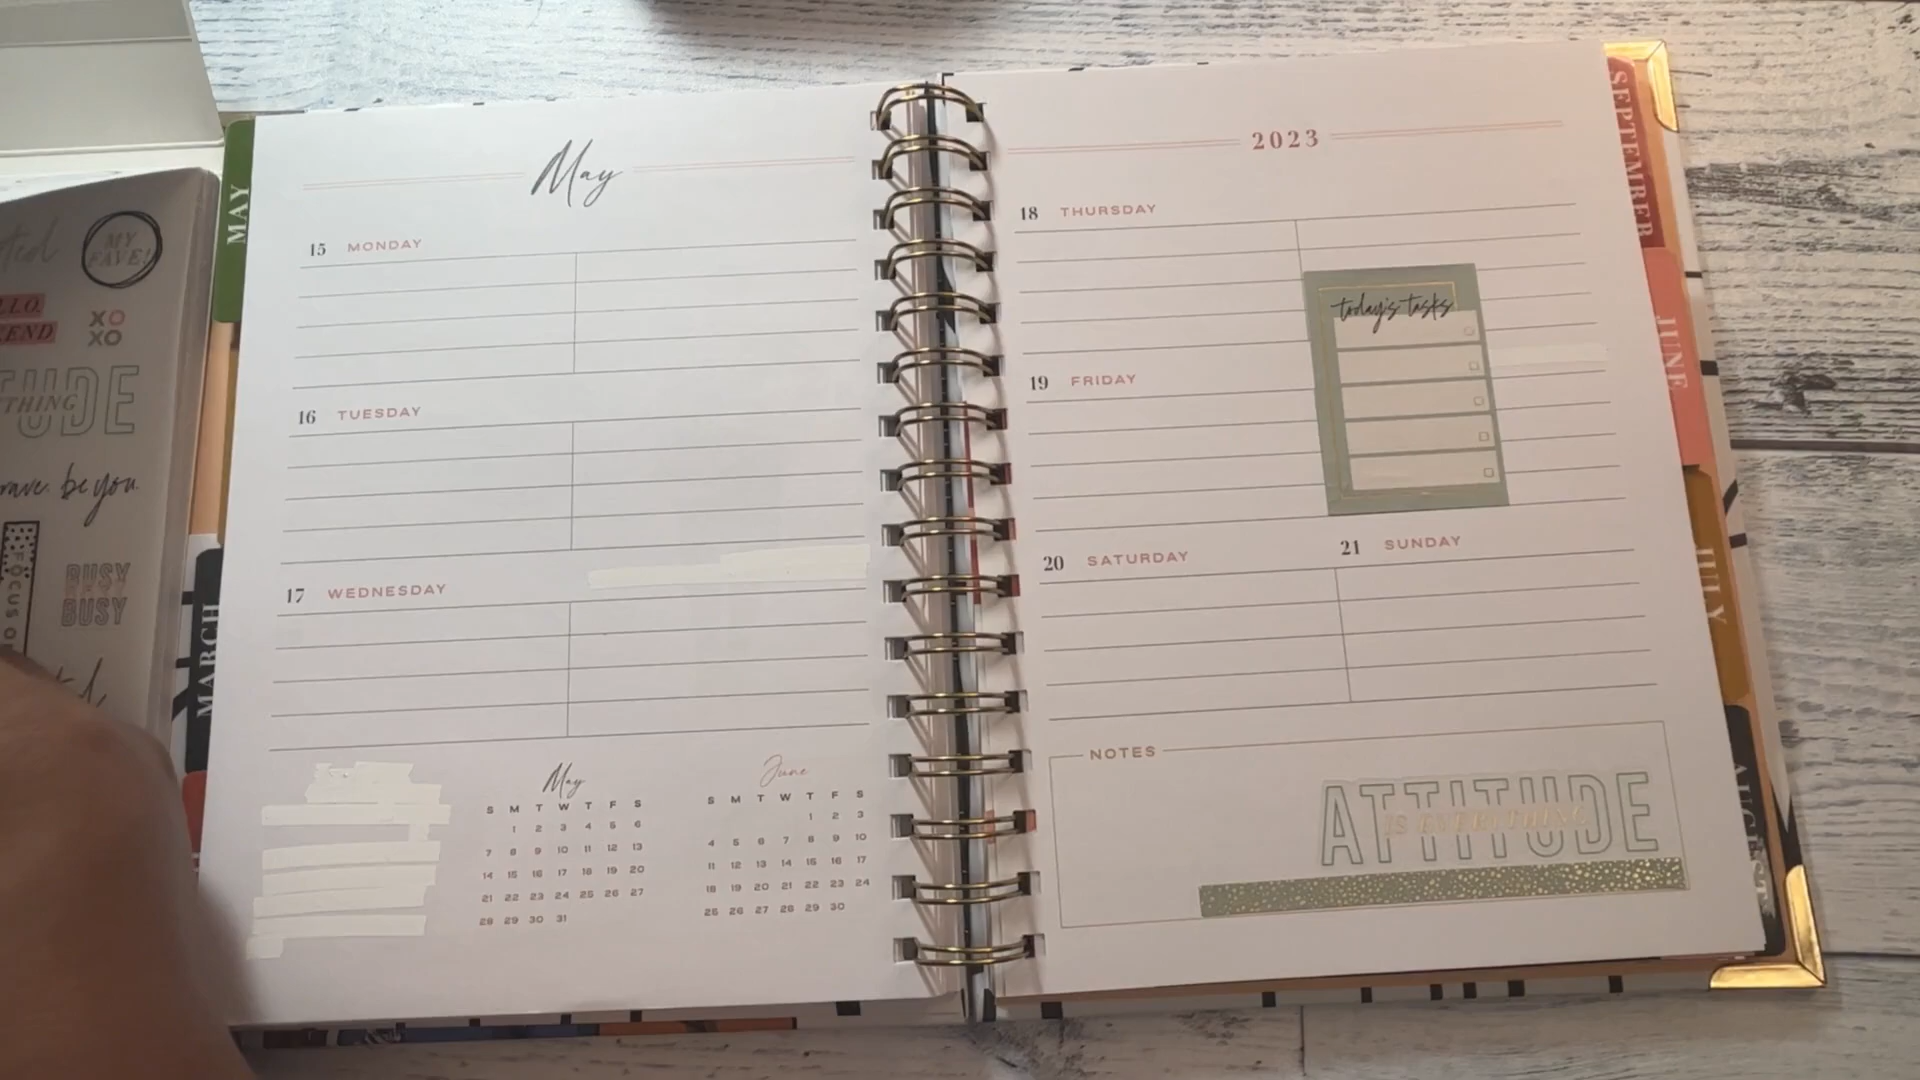 MY
FAVE!
XO
XO
be you.
FOCUS
BUSY
BUSY
MAY
MARCH
May
15 MONDAY
16 TUESDAY
17 WEDNESDAY
May
S M T W T F S
1 2 3 4 5 6
7 8 9 10 11 12 13
14 15 16 17 18 19 20
21 22 23 24 25 26 27
28 29 30 31
June
S M T W T F S
1 2 3
4 5 6 7 8 9 10
11 12 13 14 15 16 17
18 19 20 21 22 23 24
25 26 27 28 29 30
2023
18 THURSDAY
today's tasks
19 FRIDAY
20 SATURDAY
21 SUNDAY
NOTES
ATTITUDE
IS EVERYTHING
SEPTEMBER
JUNE
JULY
AUGUST